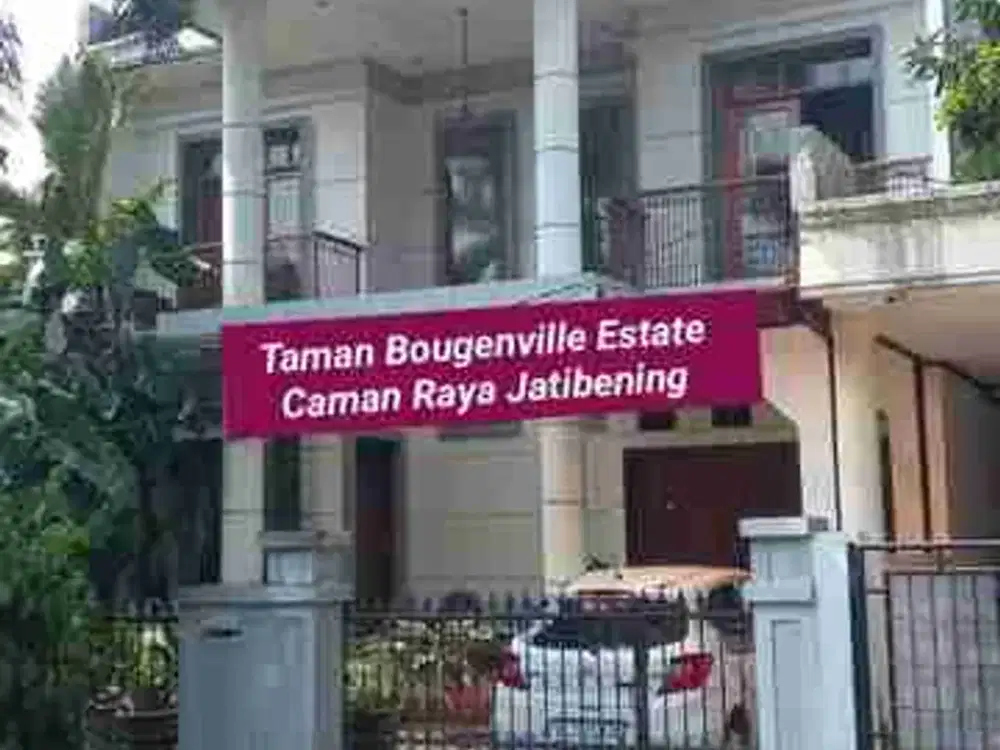 Taman Bougenville Estate
Caman Raya Jatibening